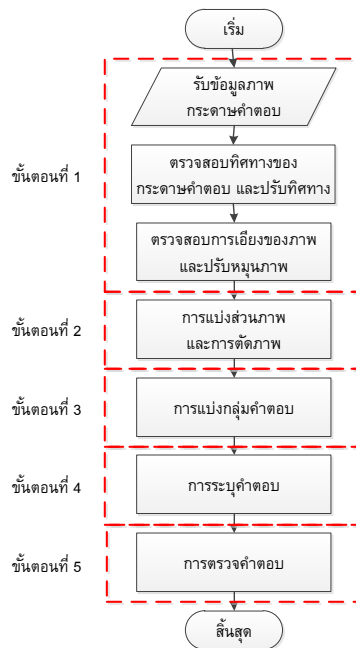 เริ่ม
รับข้อมูลภาพ
กระดาษคำตอบ
ขั้นตอนที่ 1
ตรวจสอบทิศทางของ
กระดาษคำตอบ และปรับทิศทาง
ตรวจสอบการเอียงของภาพ
และปรับหมุนภาพ
ขั้นตอนที่ 2
การแบ่งส่วนภาพ
และการตัดภาพ
ขั้นตอนที่ 3
การแบ่งกลุ่มคำตอบ
ขั้นตอนที่ 4
การระบุคำตอบ
ขั้นตอนที่ 5
การตรวจคำตอบ
สิ้นสุด